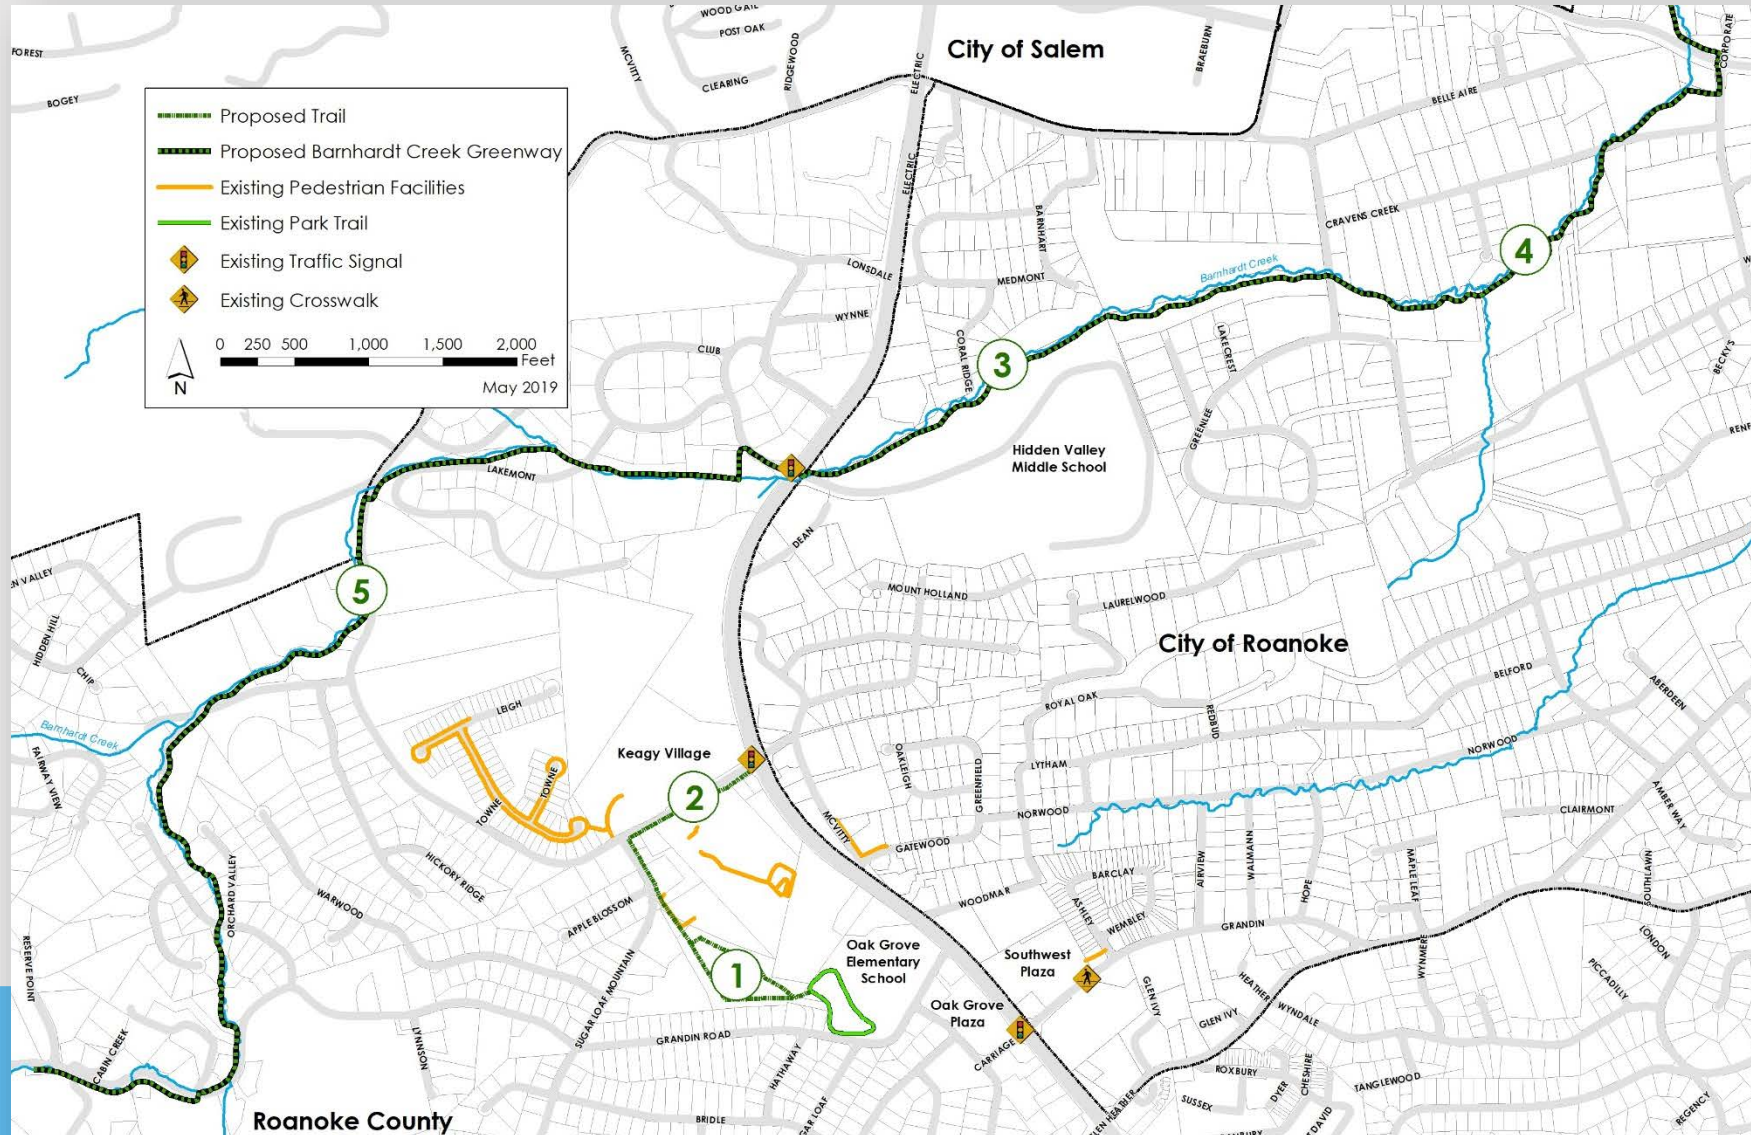 WOOD GATE
POST OAK
FOREST
MCVITTY
RIDGEWOOD
CLEARING
BOGEY
ELECTRIC
City of Salem
BRAEBURN
BELLE AIRE
CORPORATE
Proposed Trail
Proposed Barnhardt Creek Greenway
Existing Pedestrian Facilities
Existing Park Trail
Existing Traffic Signal
Existing Crosswalk
0 250 500 1,000 1,500 2,000
Feet
N
May 2019
ELECTRIC
BARNHART
CRAVENS CREEK
4
LONSDALE
MEDMONT
Barnhardt Creek
WYNNE
CLUB
CORAL RIDGE
3
LAKECREST
BECKY'S
GREENLEE
Hidden Valley
Middle School
LAKEMONT
DEAN
5
MOUNT HOLLAND
LAURELWOOD
HIDDEN HILL
CHIP
City of Roanoke
BELFORD
ABERDEEN
ROYAL OAK
REDBUD
LEIGH
Barnhardt Creek
FAIRWAY VIEW
Keagy Village
OAKLEIGH
GREENFIELD
LYTHAM
NORWOOD
TOWNE
TOWNE
2
NORWOOD
MCVITTY
GATEWOOD
CLAIRMONT
AMBER WAY
HICKORY RIDGE
WARWOOD
ORCHARD VALLEY
APPLE BLOSSOM
WOODMAR
BARCLAY
ASHLEY
WEMBLEY
AIRVIEW
WALMANN
HOPE
MAPLE LEAF
SOUTHLAWN
GRANDIN
RESERVE POINT
SUGAR LOAF MOUNTAIN
1
Oak Grove
Elementary
School
Southwest
Plaza
Oak Grove
Plaza
GLEN IVY
HEATHER
WYNDALE
WYNMERE
LONDON
PICCADILLY
GLEN IVY
CABIN CREEK
LYNNSON
GRANDIN ROAD
HATHAWAY
CARRIAGE
ROXBURY
CHESHIRE
DYER
TANGLEWOOD
SUSSEX
REGENCY
Roanoke County
BRIDLE